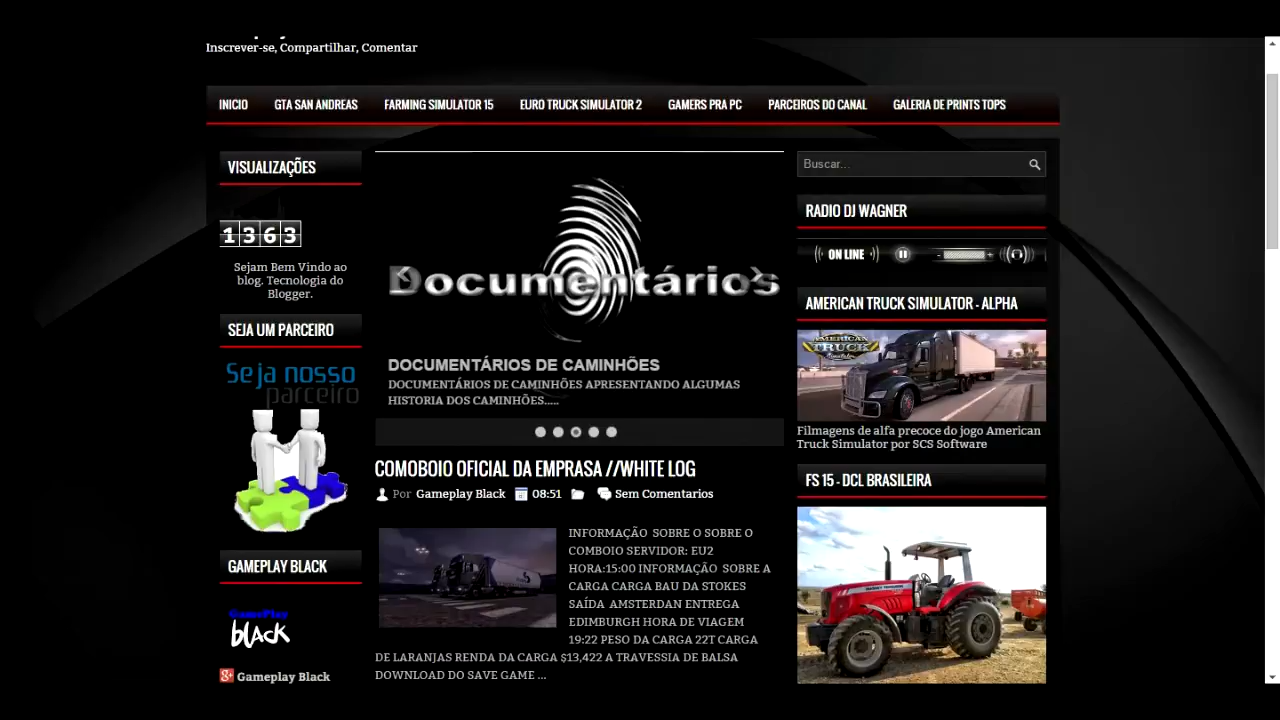 Inscrever-se, Compartilhar, Comentar
INICIO GTA SAN ANDREAS FARMING SIMULATOR 15 EURO TRUCK SIMULATOR 2 GAMERS PRA PC PARCEIROS DO CANAL GALERIA DE PRINTS TOPS
VISUALIZAÇÕES
1363
Sejam Bem Vindo ao
blog. Tecnologia do
Blogger.
SEJA UM PARCEIRO
Seja nosso
parceiro
GAMEPLAY BLACK
GamePlay
black
Gameplay Black
Documentários
DOCUMENTÁRIOS DE CAMINHÕES
DOCUMENTÁRIOS DE CAMINHÕES APRESENTANDO ALGUMAS
HISTORIA DOS CAMINHÕES.....
COMOBOIO OFICIAL DA EMPRASA //WHITE LOG
Por Gameplay Black 08:51 Sem Comentarios
INFORMAÇÃO SOBRE O SOBRE O
COMBOIO SERVIDOR: EU2
HORA:15:00 INFORMAÇÃO SOBRE A
CARGA CARGA BAU DA STOKES
SAÍDA AMSTERDAN ENTREGA
EDIMBURGH HORA DE VIAGEM
19:22 PESO DA CARGA 22T CARGA
DE LARANJAS RENDA DA CARGA $13,422 A TRAVESSIA DE BALSA
DOWNLOAD DO SAVE GAME ...
Buscar...
RADIO DJ WAGNER
ON LINE
AMERICAN TRUCK SIMULATOR - ALPHA
AMERICAN
TRUCK
Simulator
Filmagens de alfa precoce do jogo American
Truck Simulator por SCS Software
FS 15 - DCL BRASILEIRA